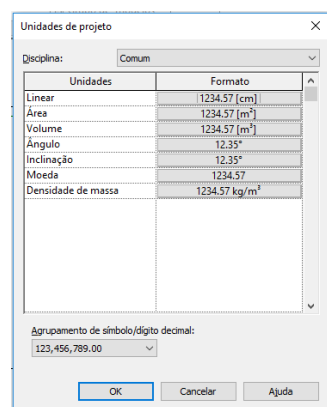 Unidades de projeto
Disciplina: Comum
Unidades Formato
Linear 1234.57 [cm]
Área 1234.57 [m²]
Volume 1234.57 [m³]
Ângulo 12.35°
Inclinação 12.35°
Moeda 1234.57
Densidade de massa 1234.57 kg/m³
Agrupamento de símbolo/dígito decimal:
123,456,789.00
OK Cancelar Ajuda